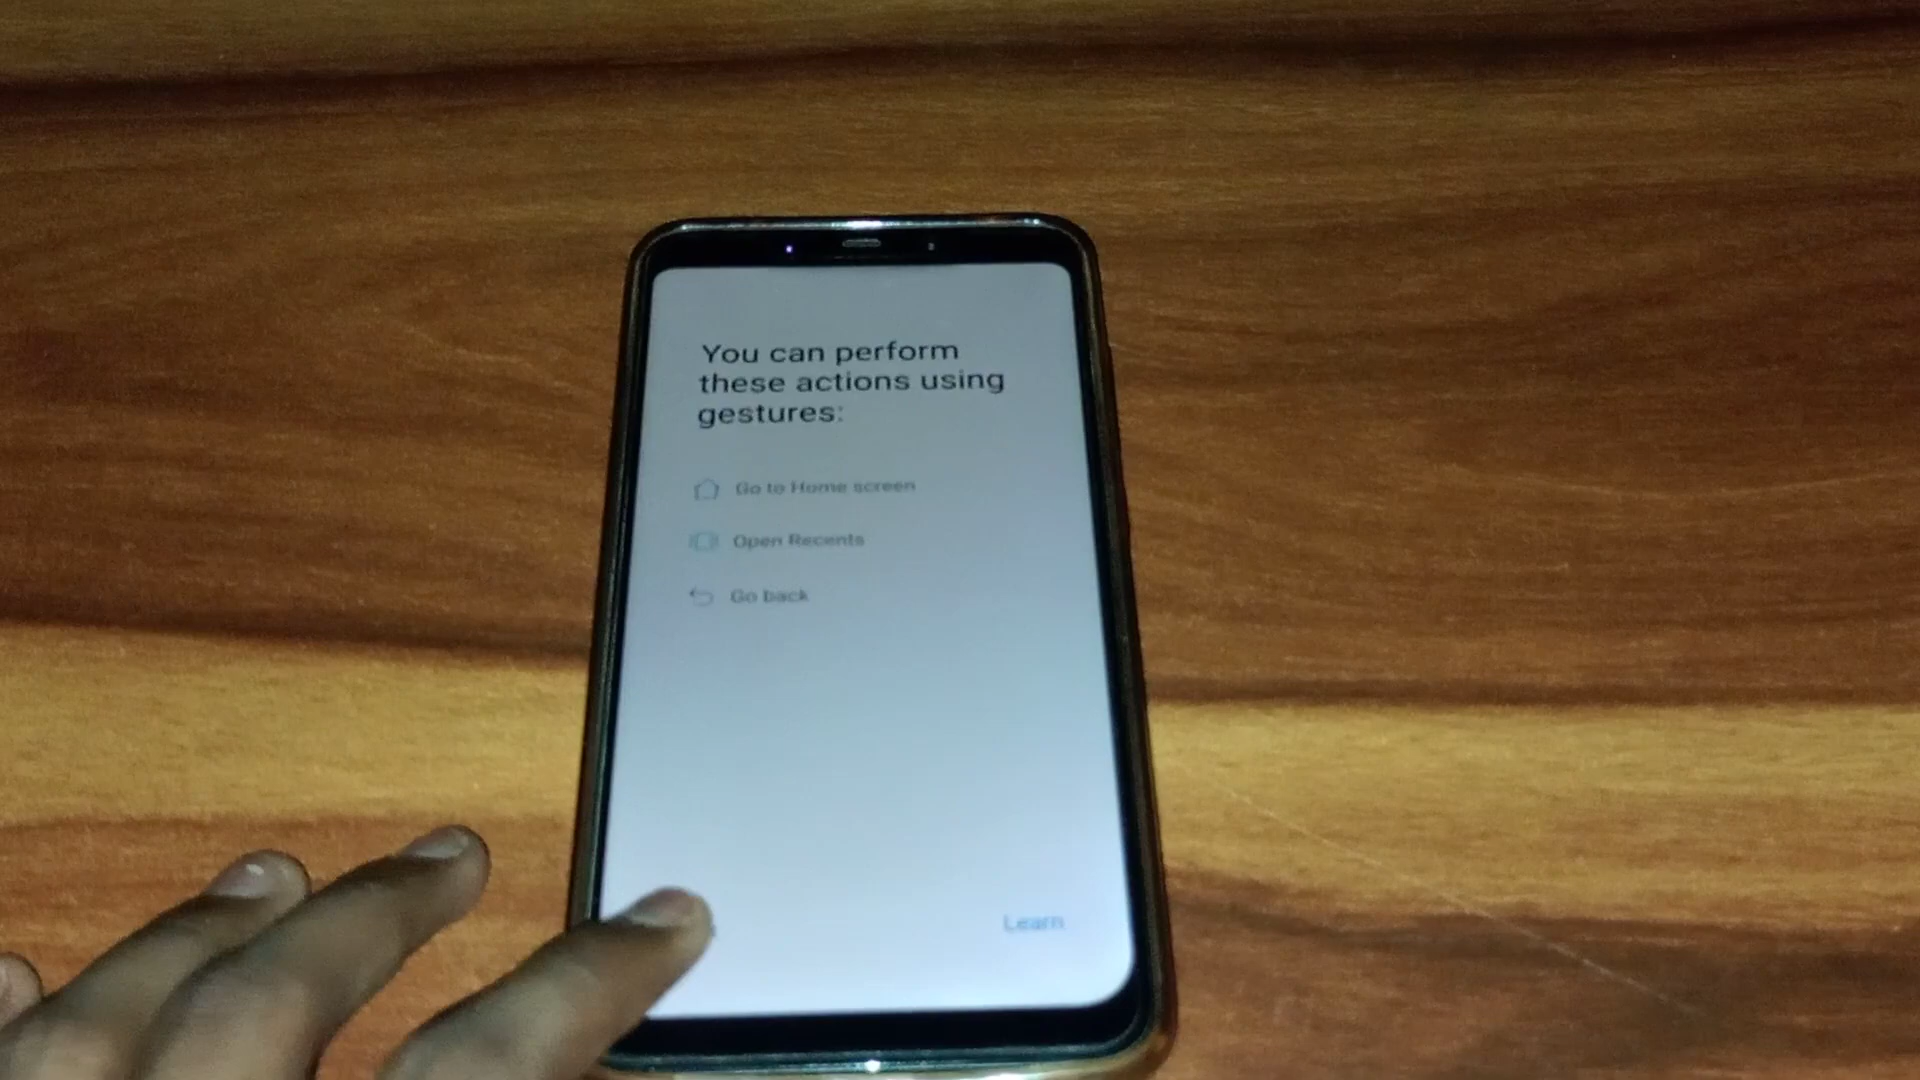 You can perform
these actions using
gestures:
Go to Home screen
Open Recents
Go back
Learn